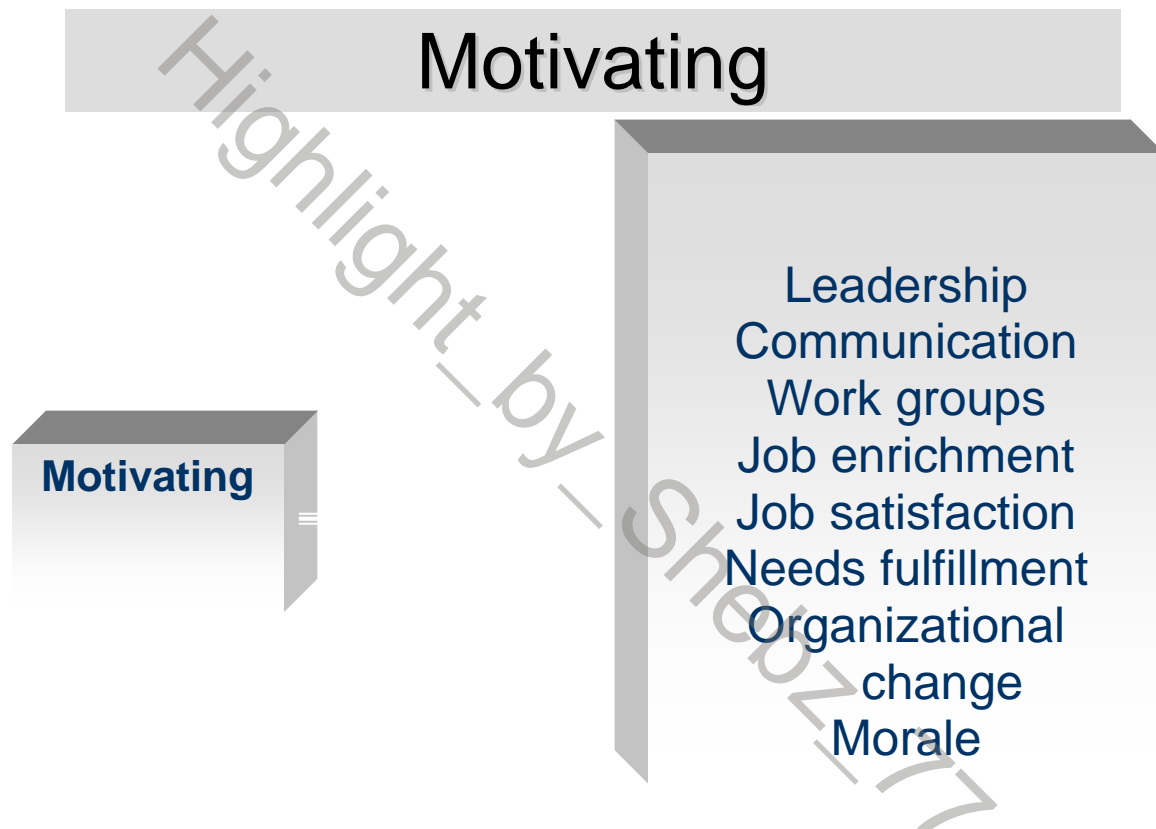 Motivating
Motivating
Leadership
Communication
Work groups
Job enrichment
Job satisfaction
Needs fulfillment
Organizational
change
Morale
Highlight_by_Shebz_77